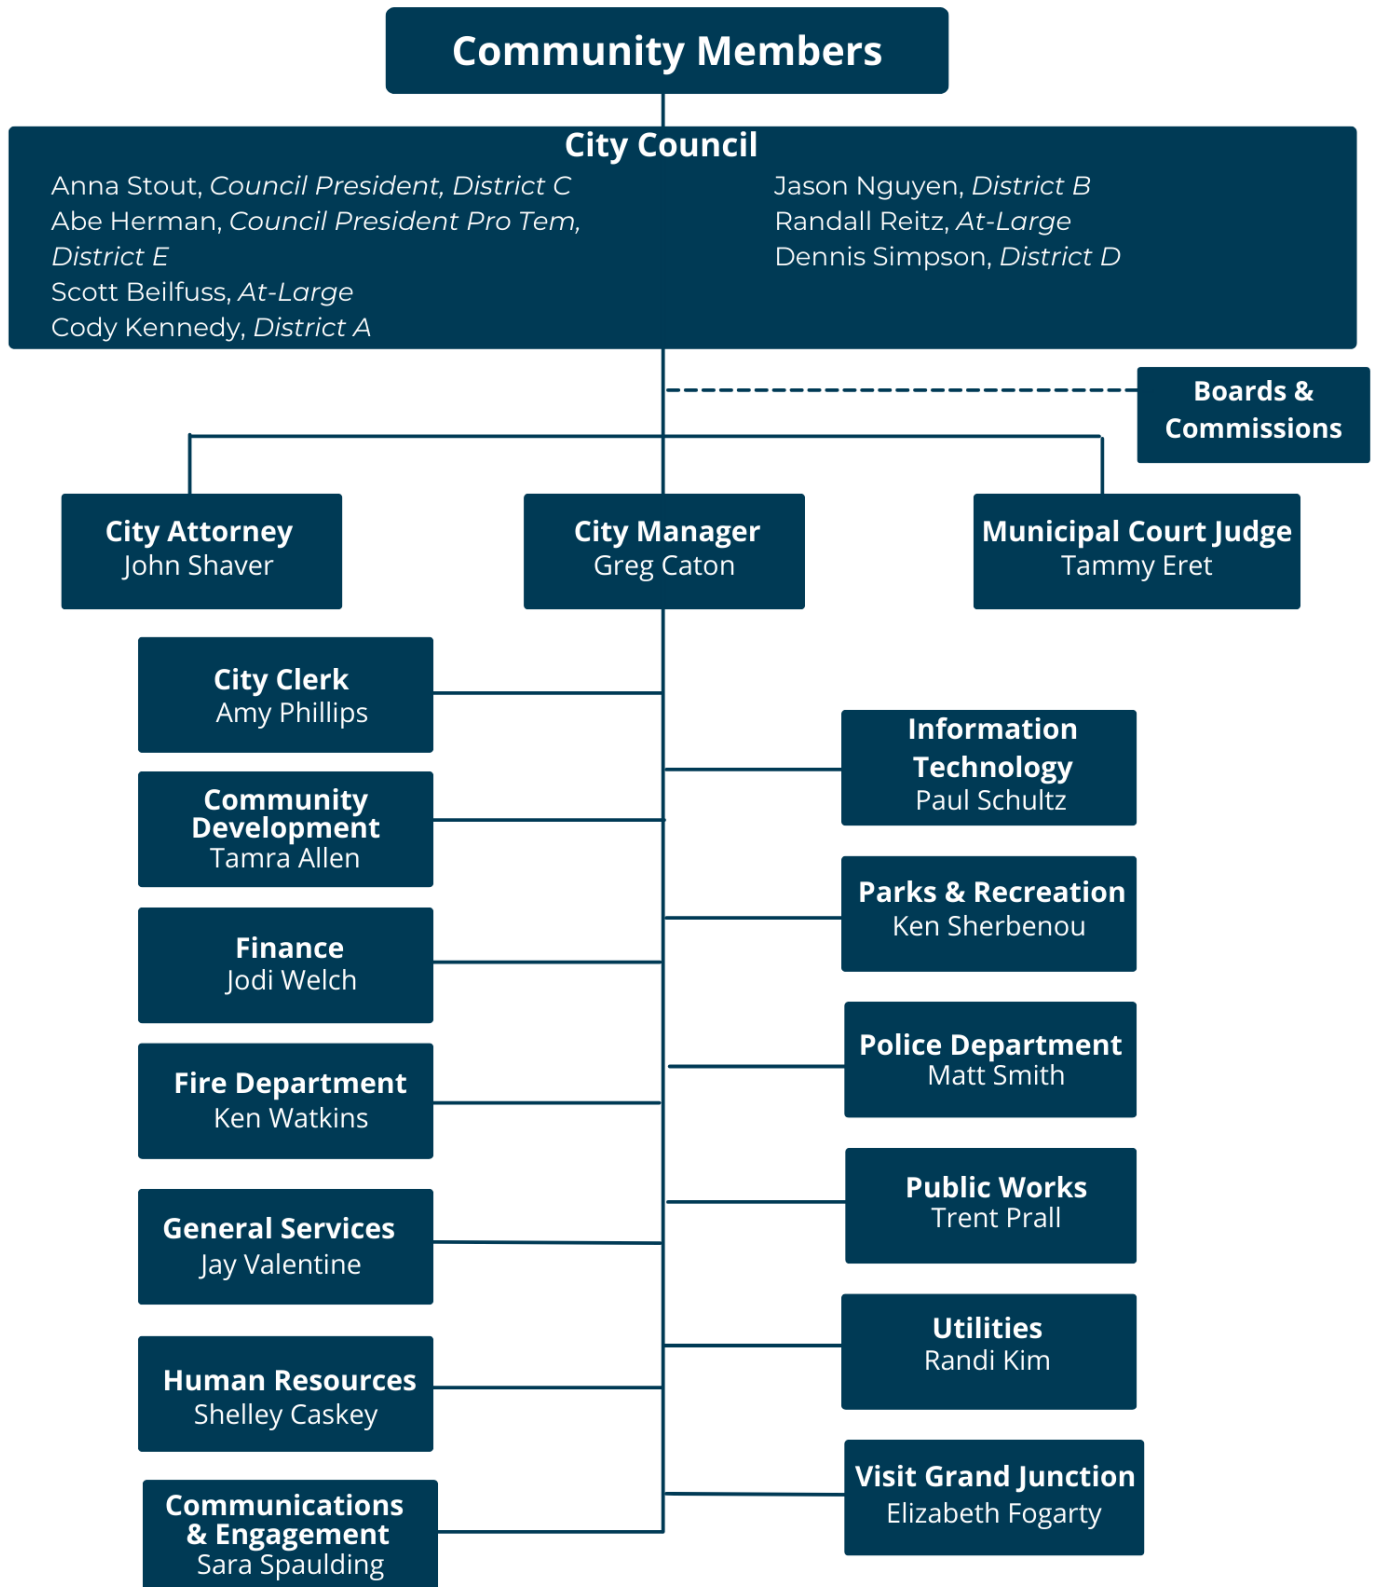 Community Members
City Council
Anna Stout, Council President, District C
Abe Herman, Council President Pro Tem,
District E
Scott Beilfuss, At-Large
Cody Kennedy, District A
Jason Nguyen, District B
Randall Reitz, At-Large
Dennis Simpson, District D
Boards &
Commissions
City Attorney
John Shaver
City Manager
Greg Caton
Municipal Court Judge
Tammy Eret
City Clerk
Amy Phillips
Community
Development
Tamra Allen
Finance
Jodi Welch
Fire Department
Ken Watkins
General Services
Jay Valentine
Human Resources
Shelley Caskey
Communications
& Engagement
Sara Spaulding
Information
Technology
Paul Schultz
Parks & Recreation
Ken Sherbenou
Police Department
Matt Smith
Public Works
Trent Prall
Utilities
Randi Kim
Visit Grand Junction
Elizabeth Fogarty